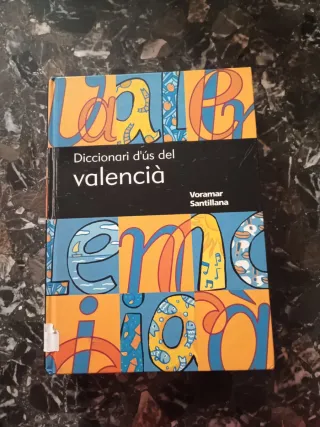 Diccionari d'ús del
valencià
Voramar
Santillana